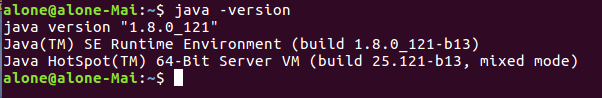 alone@alone-Mai:~$ java -version
java version "1.8.0_121"
Java(TM) SE Runtime Environment (build 1.8.0_121-b13)
Java HotSpot(TM) 64-Bit Server VM (build 25.121-b13, mixed mode)
alone@alone-Mai:~$